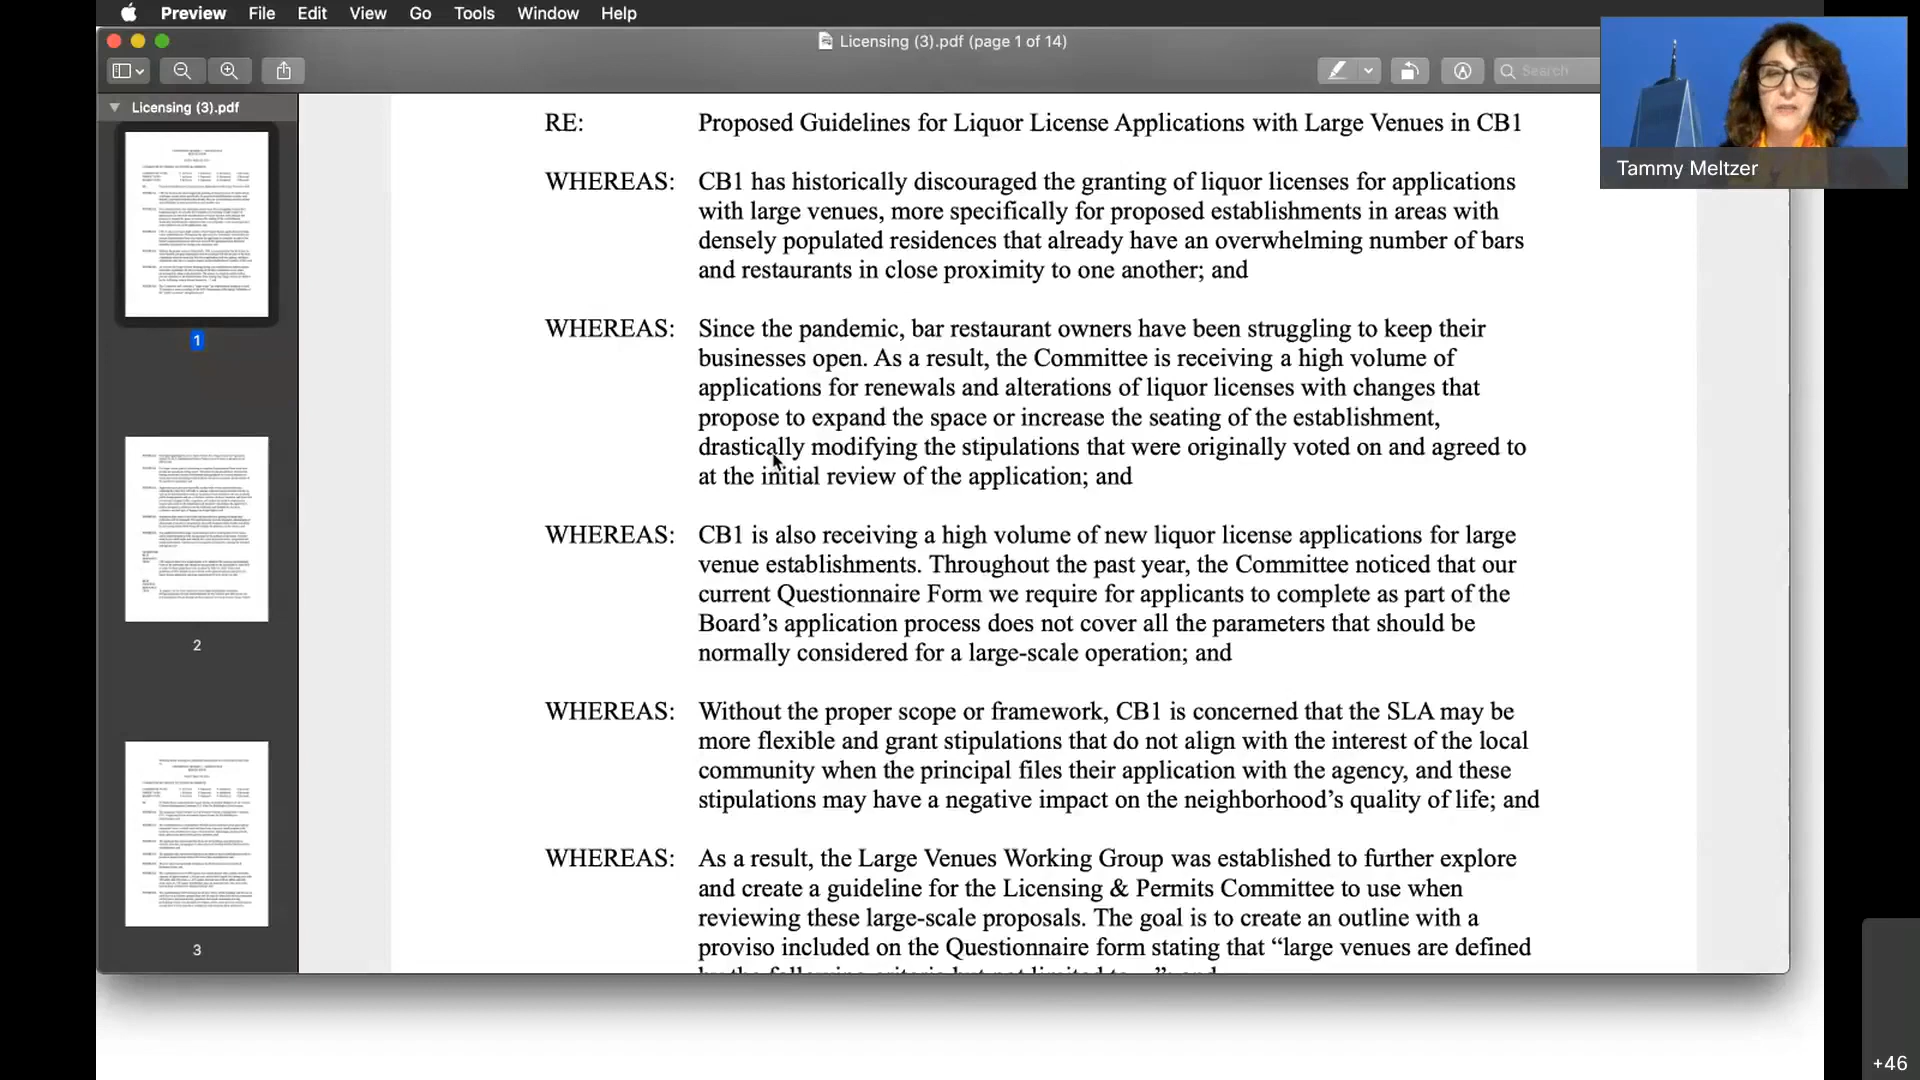 Preview File Edit View Go Tools Window Help
Licensing (3).pdf (page 1 of 14)
Search
Tammy Meltzer
Licensing (3).pdf
1
2
3
RE: Proposed Guidelines for Liquor License Applications with Large Venues in CB1
WHEREAS: CB1 has historically discouraged the granting of liquor licenses for applications
with large venues, more specifically for proposed establishments in areas with
densely populated residences that already have an overwhelming number of bars
and restaurants in close proximity to one another; and
WHEREAS: Since the pandemic, bar restaurant owners have been struggling to keep their
businesses open. As a result, the Committee is receiving a high volume of
applications for renewals and alterations of liquor licenses with changes that
propose to expand the space or increase the seating of the establishment,
drastically modifying the stipulations that were originally voted on and agreed to
at the initial review of the application; and
WHEREAS: CB1 is also receiving a high volume of new liquor license applications for large
venue establishments. Throughout the past year, the Committee noticed that our
current Questionnaire Form we require for applicants to complete as part of the
Board’s application process does not cover all the parameters that should be
normally considered for a large-scale operation; and
WHEREAS: Without the proper scope or framework, CB1 is concerned that the SLA may be
more flexible and grant stipulations that do not align with the interest of the local
community when the principal files their application with the agency, and these
stipulations may have a negative impact on the neighborhood’s quality of life; and
WHEREAS: As a result, the Large Venues Working Group was established to further explore
and create a guideline for the Licensing & Permits Committee to use when
reviewing these large-scale proposals. The goal is to create an outline with a
proviso included on the Questionnaire form stating that “large venues are defined
by the following criteria but not limited to...”; and
+46